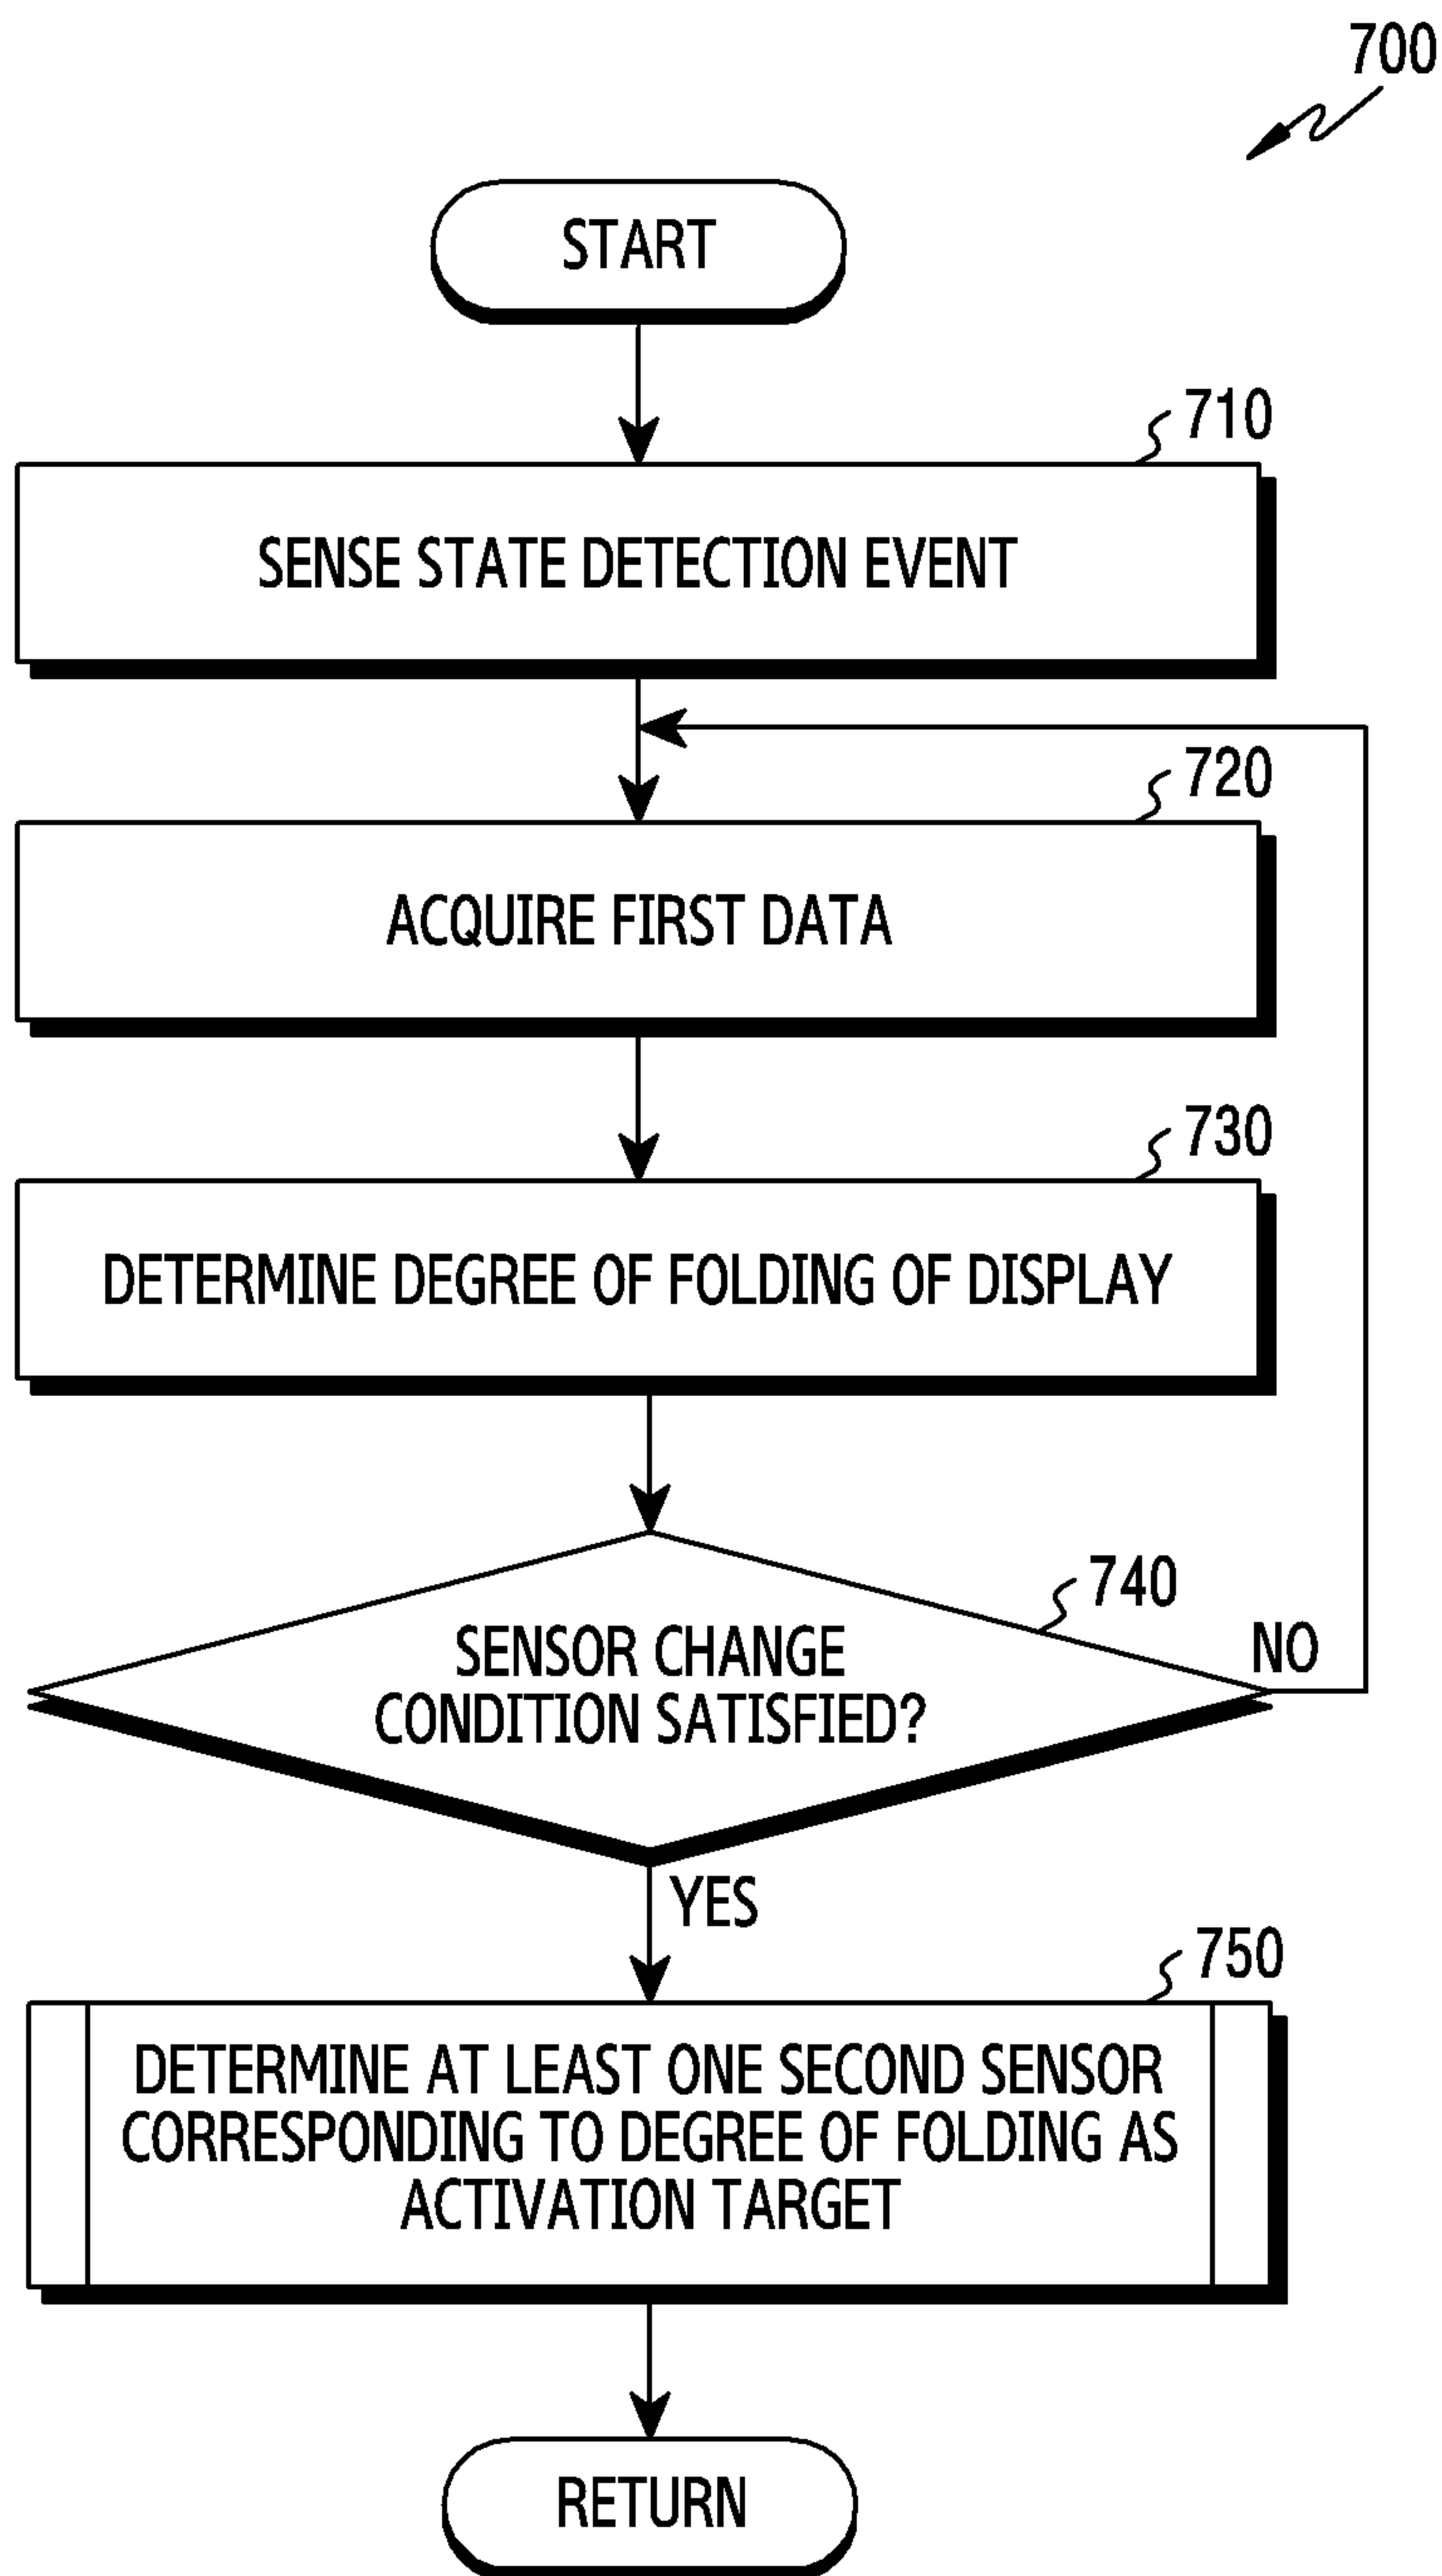 700
START
710
SENSE STATE DETECTION EVENT
720
ACQUIRE FIRST DATA
730
DETERMINE DEGREE OF FOLDING OF DISPLAY
740
SENSOR CHANGE
CONDITION SATISFIED?
NO
YES
750
DETERMINE AT LEAST ONE SECOND SENSOR
CORRESPONDING TO DEGREE OF FOLDING AS
ACTIVATION TARGET
RETURN